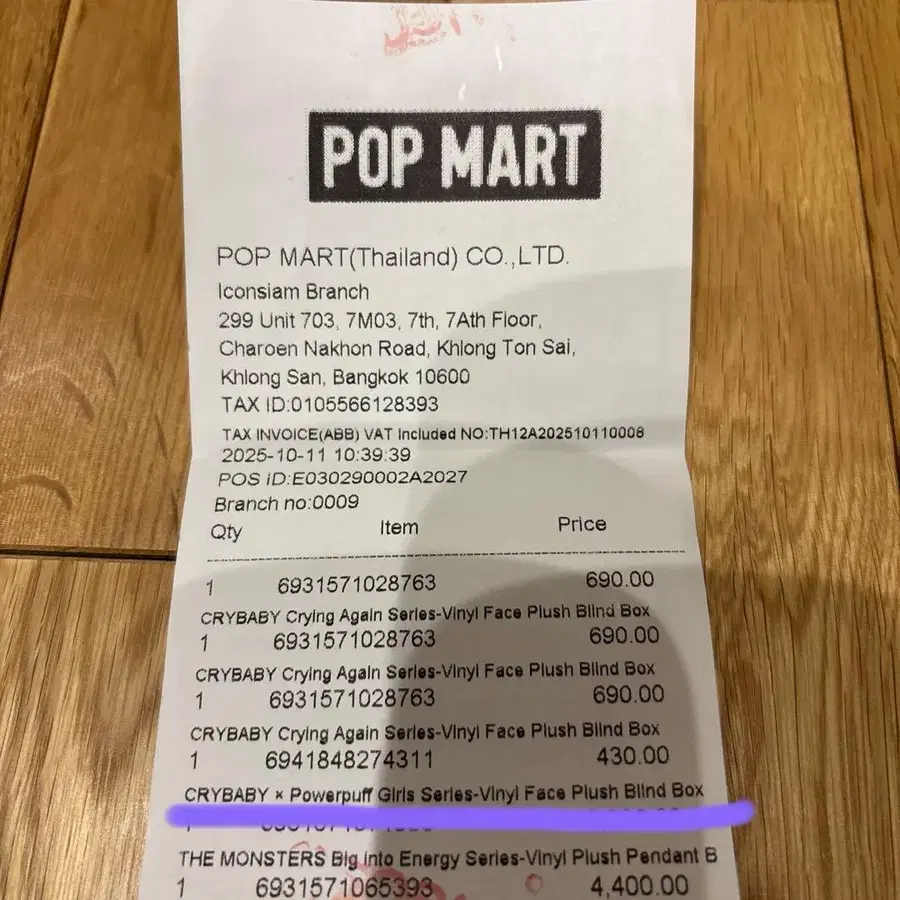 POP MART
POP MART(Thailand) CO.,LTD.
Iconsiam Branch
299 Unit 703, 7M03, 7th, 7Ath Floor,
Charoen Nakhon Road, Khlong Ton Sai,
Khlong San, Bangkok 10600
TAX ID:0105566128393
TAX INVOICE(ABB) VAT Included NO:TH12A202510110008
2025-10-11 10:39:39
POS ID:E030290002A2027
Branch no:0009
Qty Item Price
1 6931571028763 690.00
CRYBABY Crying Again Series-Vinyl Face Plush Blind Box
1 6931571028763 690.00
CRYBABY Crying Again Series-Vinyl Face Plush Blind Box
1 6931571028763 690.00
CRYBABY Crying Again Series-Vinyl Face Plush Blind Box
1 6941848274311 430.00
CRYBABY × Powerpuff Girls Series-Vinyl Face Plush Blind Box
1
THE MONSTERS Big into Energy Series-Vinyl Plush Pendant B
1 6931571065393 4,400.00